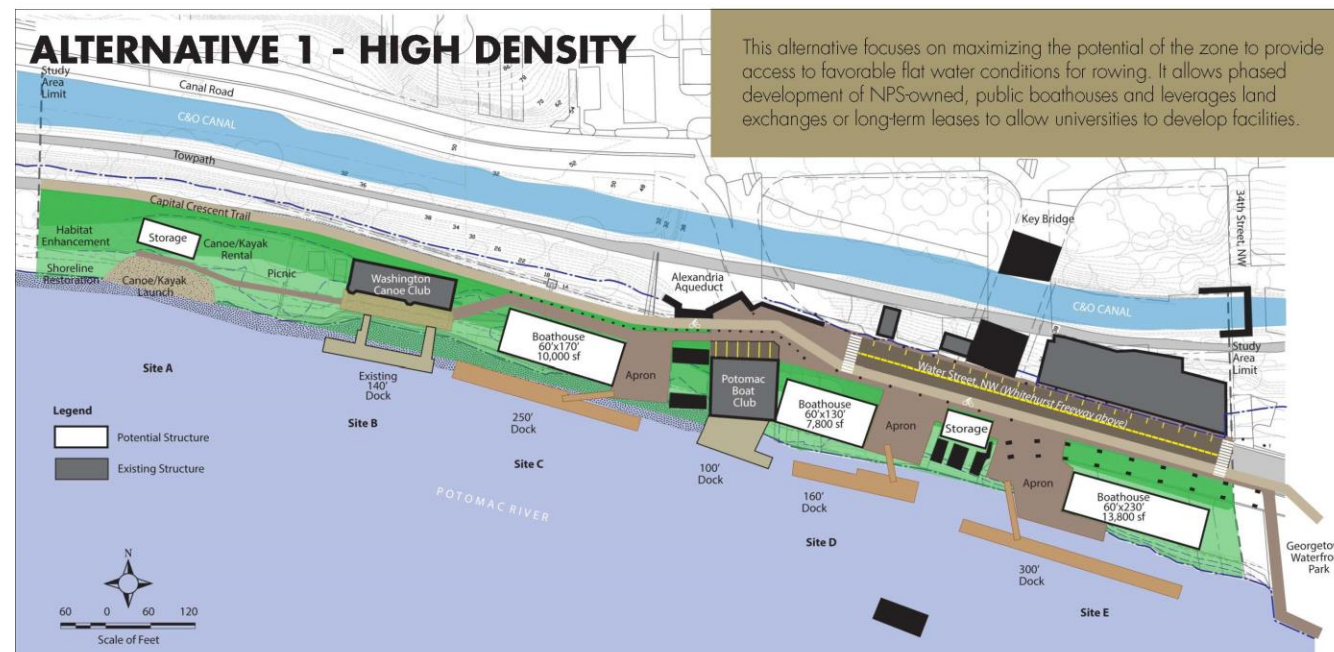 ALTERNATIVE 1 - HIGH DENSITY
This alternative focuses on maximizing the potential of the zone to provide
access to favorable flat water conditions for rowing. It allows phased
development of NPS-owned, public boathouses and leverages land
exchanges or long-term leases to allow universities to develop facilities.
Study
Area
Limit
Canal Road
C&O CANAL
Towpath
Capital Crescent Trail
Habitat
Enhancement
Storage
Canoe/Kayak
Rental
Shoreline
Restoration
Canoe/Kayak
Launch
Picnic
Washington
Canoe Club
Boathouse
60'x170'
10,000 sf
Apron
Alexandria
Aqueduct
Potomac
Boat
Club
Boathouse
60'x130'
7,800 sf
Apron
Storage
Key Bridge
C&O CANAL
34th Street, NW
Study
Area
Limit
Water Street, NW (Whitehurst Freeway above)
Apron
Boathouse
60'x230'
13,800 sf
Georgetow
Waterfro
Park
Site A
Existing
140'
Dock
Site B
250'
Dock
Site C
100'
Dock
160'
Dock
Site D
300'
Dock
Site E
POTOMAC RIVER
Legend
Potential Structure
Existing Structure
N
60 0 60 120
Scale of Feet